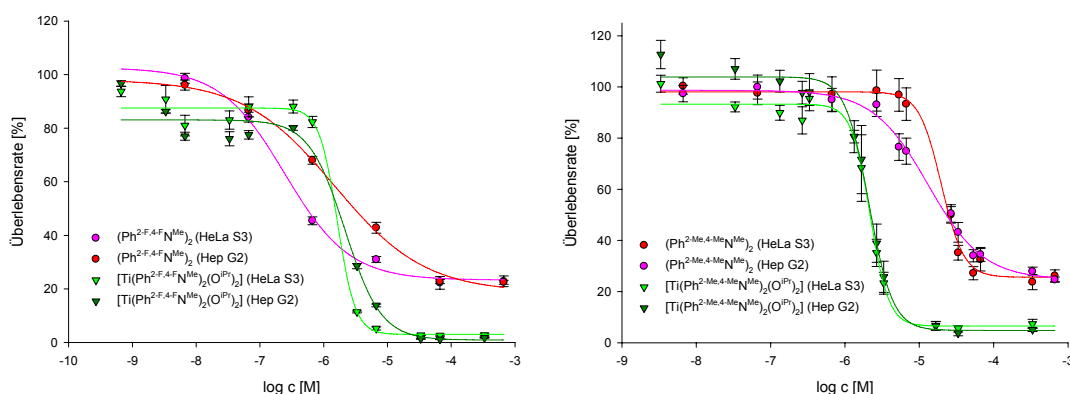 Überlebensrate [%]
120
100
80
60
40
20
0
(Ph2-F,4-FNMe)2 (HeLa S3)
(Ph2-F,4-FNMe)2 (Hep G2)
[Ti(Ph2-F,4-FNMe)2(OiPr)2] (HeLa S3)
[Ti(Ph2-F,4-FNMe)2(OiPr)2] (Hep G2)
-10 -9 -8 -7 -6 -5 -4 -3
log c [M]
Überlebensrate [%]
120
100
80
60
40
20
0
(Ph2-Me,4-MeNMe)2 (HeLa S3)
(Ph2-Me,4-MeNMe)2 (Hep G2)
[Ti(Ph2-Me,4-MeNMe)2(OiPr)2] (HeLa S3)
[Ti(Ph2-Me,4-MeNMe)2(OiPr)2] (Hep G2)
-9 -8 -7 -6 -5 -4 -3
log c [M]